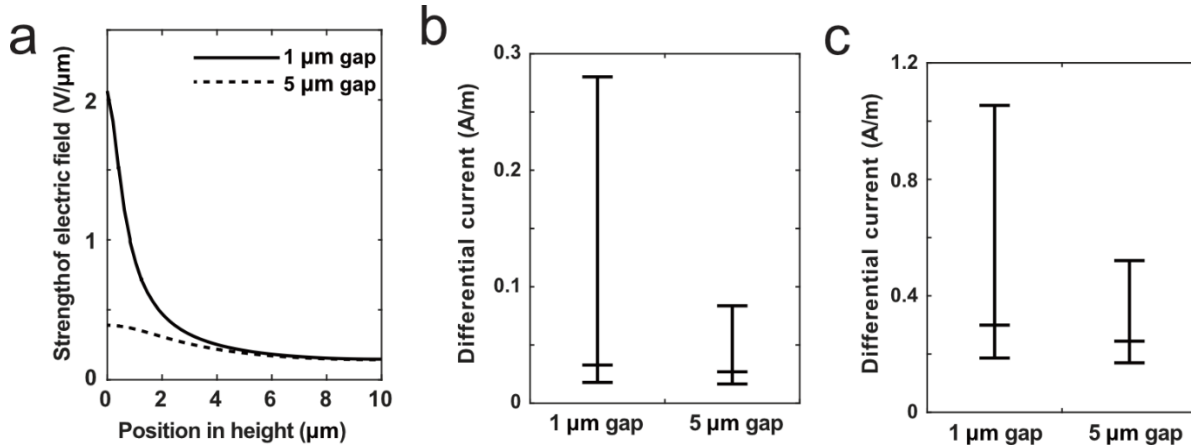 a
Strengthof electric field (V/µm)
2
1
0
1 µm gap
5 µm gap
0 2 4 6 8 10
Position in height (µm)
b
Differential current (A/m)
0.3
0.2
0.1
0
1 µm gap 5 µm gap
c
Differential current (A/m)
1.2
0.8
0.4
0
1 µm gap 5 µm gap